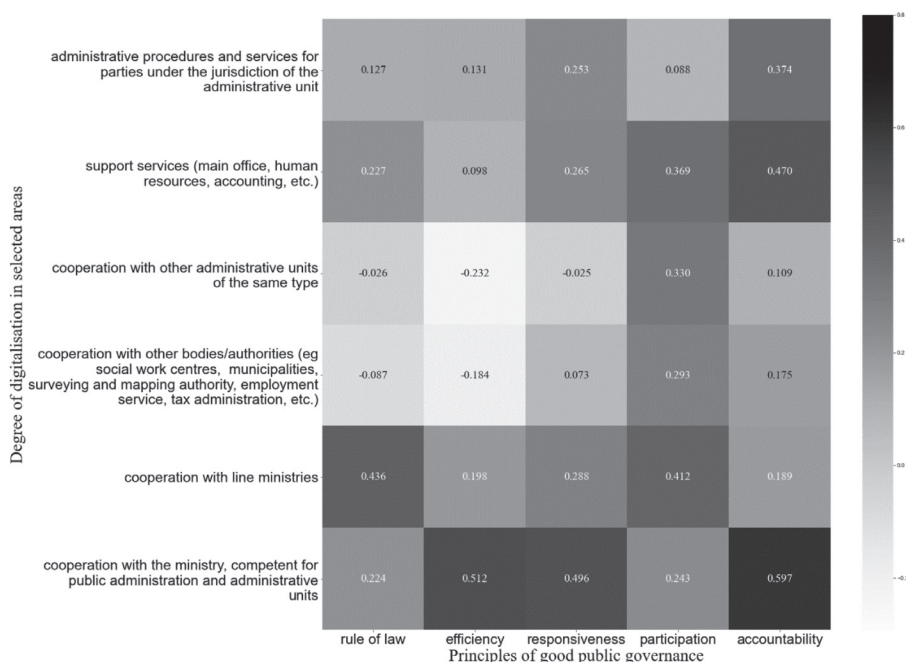 0.8
administrative procedures and services for
parties under the jurisdiction of the
administrative unit
0.127 0.131 0.253 0.088 0.374
0.6
support services (main office, human
resources, accounting, etc.)
0.227 0.098 0.265 0.369 0.470
0.4
cooperation with other administrative units
of the same type
-0.026 -0.232 -0.025 0.330 0.109
Degree of digitalisation in selected areas
0.2
cooperation with other bodies/authorities (eg
social work centres, municipalities,
surveying and mapping authority, employment
service, tax administration, etc.)
-0.087 -0.184 0.073 0.293 0.175
0.0
cooperation with line ministries
0.436 0.198 0.288 0.412 0.189
cooperation with the ministry, competent for
public administration and administrative
units
0.224 0.512 0.496 0.243 0.597
rule of law efficiency responsiveness participation accountability
Principles of good public governance